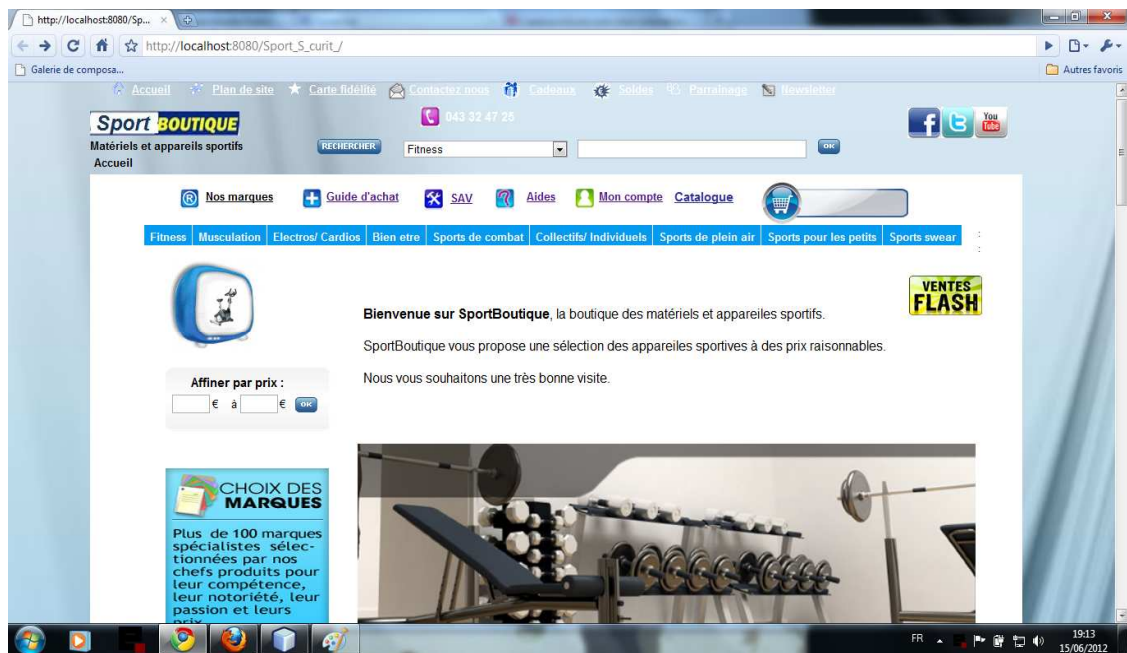 http://localhost:8080/Sp...
http://localhost:8080/Sport_S_curit_/
Galerie de composa...
Autres favoris
Accueil Plan de site Carte fidélité Contactez nous Cadeaux Soldes Parrainage Newsletter
Sport BOUTIQUE
043 32 47 25
f t You Tube
Matériels et appareils sportifs
RECHERCHER Fitness OK
Accueil
® Nos marques Guide d'achat SAV Aides Mon compte Catalogue
Fitness Musculation Electros/ Cardios Bien etre Sports de combat Collectifs/ Individuels Sports de plein air Sports pour les petits Sports swear :
:
VENTES
FLASH
Bienvenue sur SportBoutique, la boutique des matériels et appareiles sportifs.
SportBoutique vous propose une sélection des appareiles sportives à des prix raisonnables.
Nous vous souhaitons une très bonne visite.
Affiner par prix :
€ à € OK
CHOIX DES
MARQUES
Plus de 100 marques
spécialistes sélec-
tionnées par nos
chefs produits pour
leur compétence,
leur notoriété, leur
passion et leurs
prix
FR 19:13
15/06/2012